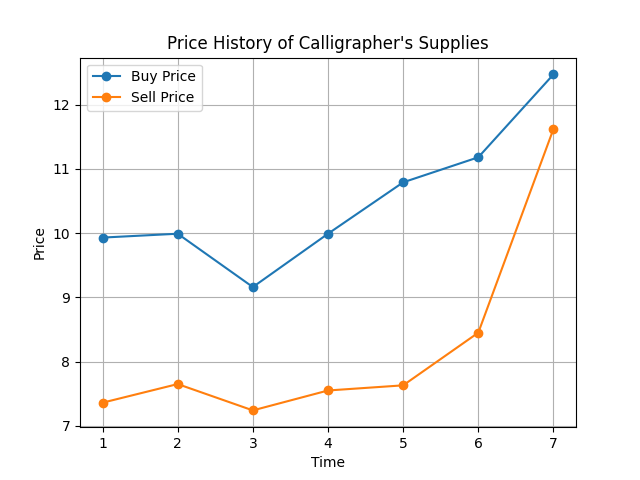 Price History of Calligrapher's Supplies
Buy Price
Sell Price
Price
12
11
10
9
8
7
1 2 3 4 5 6 7
Time